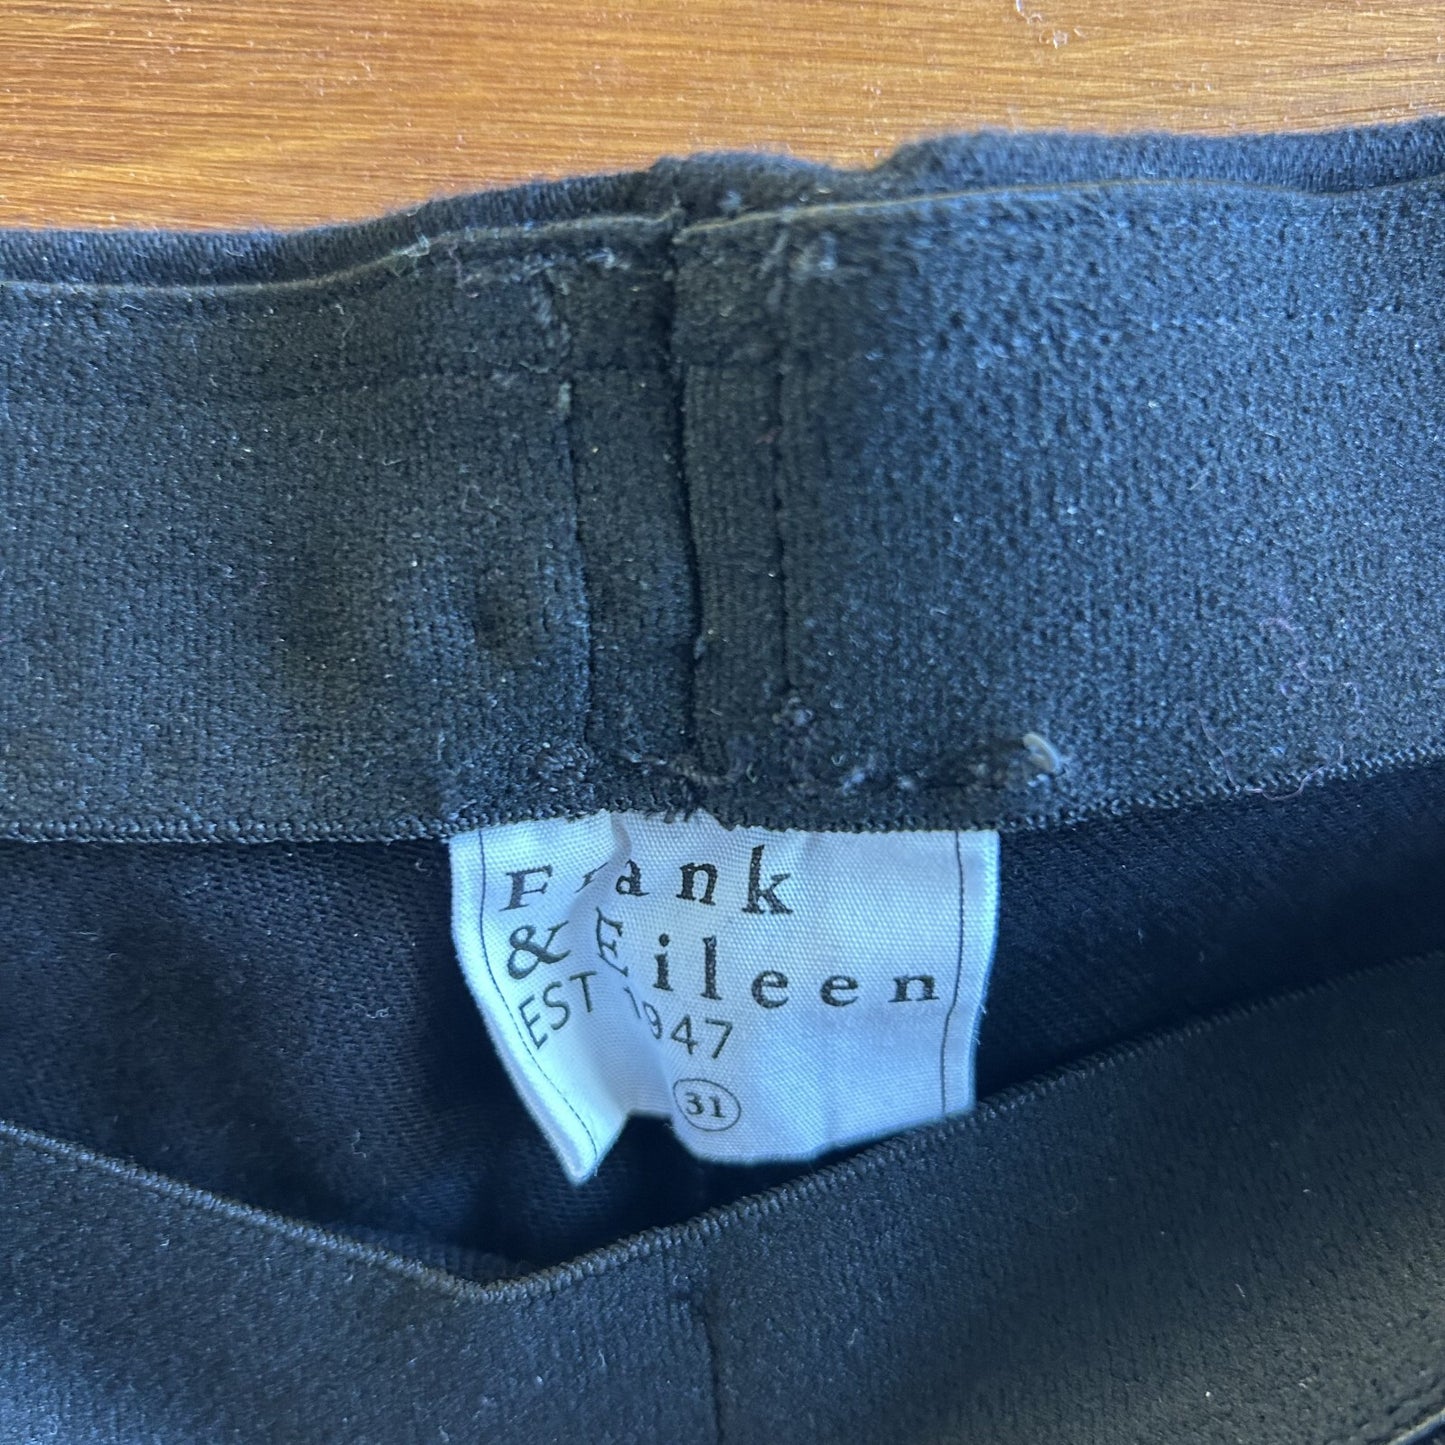 Frank
& Eileen
EST 1947
31